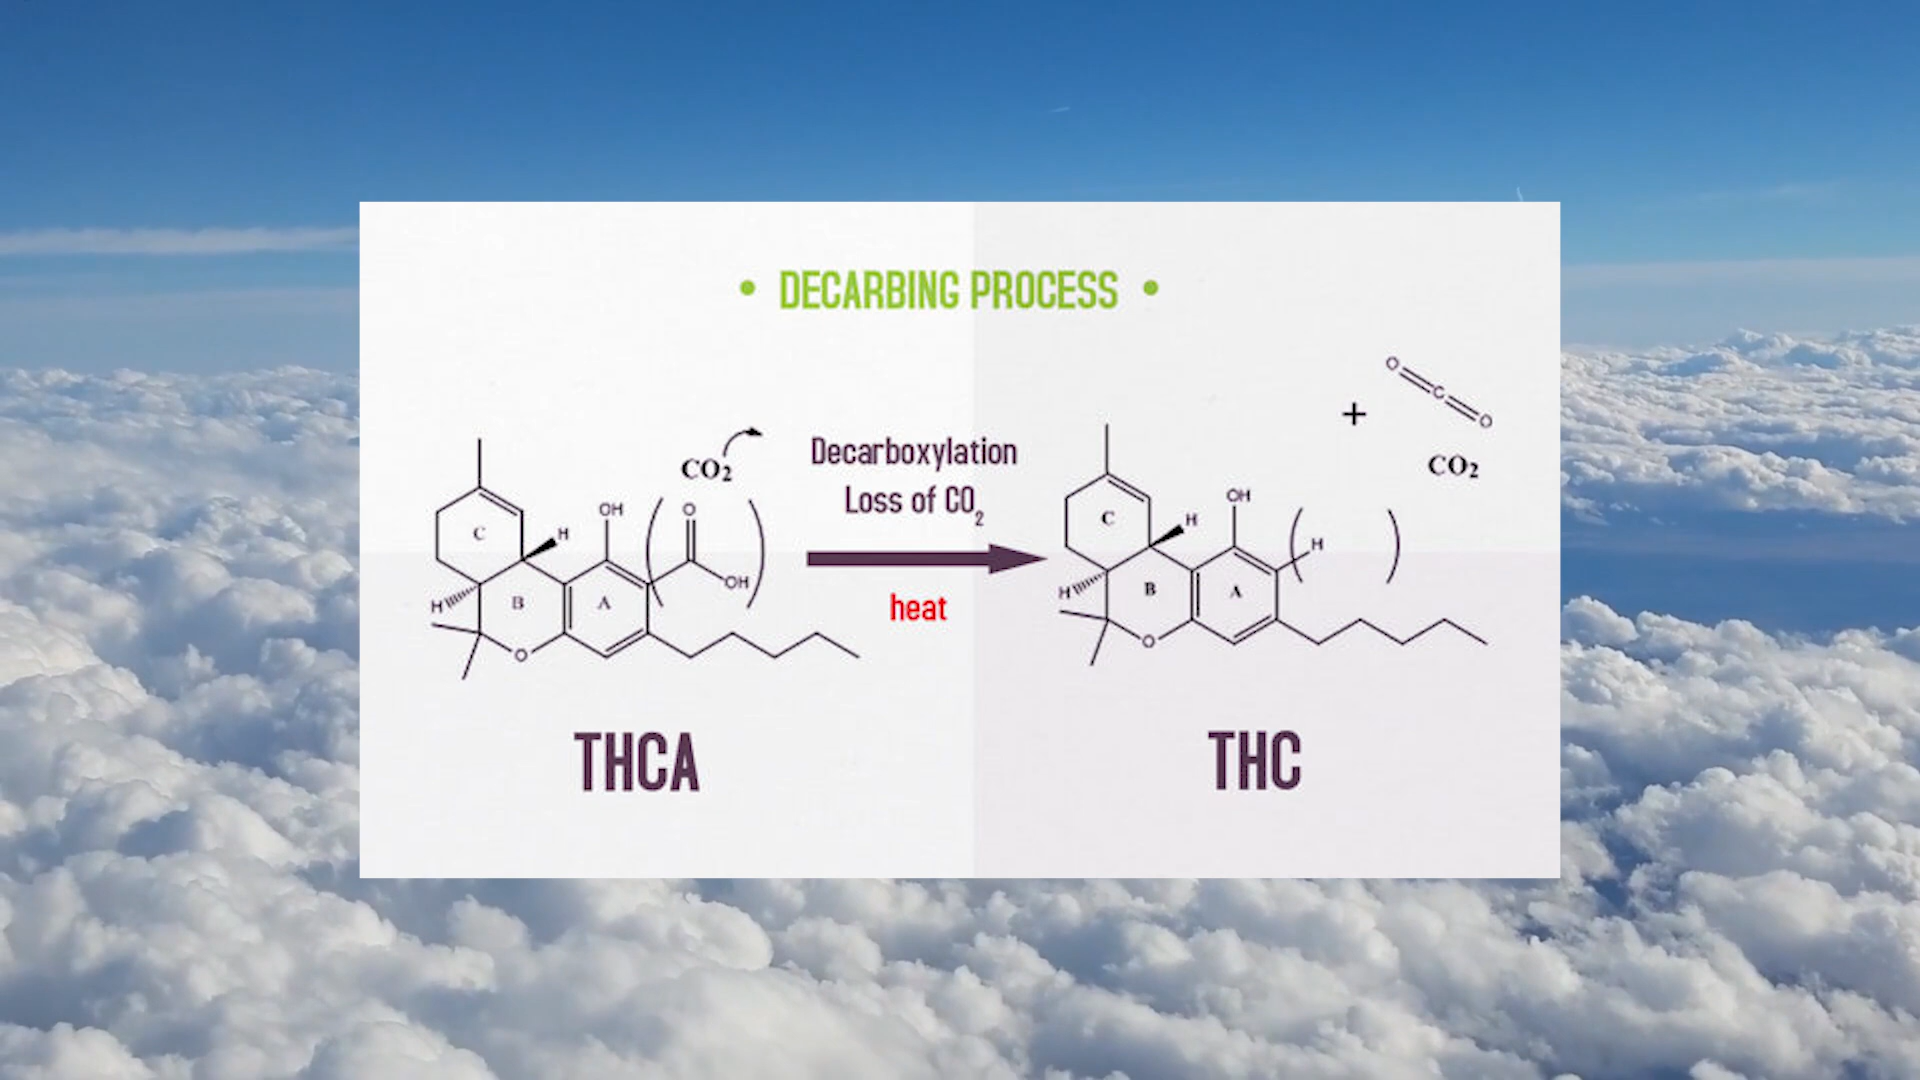 • DECARBING PROCESS •
O
C
O
+
CO₂
CO₂
Decarboxylation
Loss of CO₂
heat
C
H
OH
O
OH
H
B
A
O
C
H
OH
H
H
B
A
O
THCA
THC